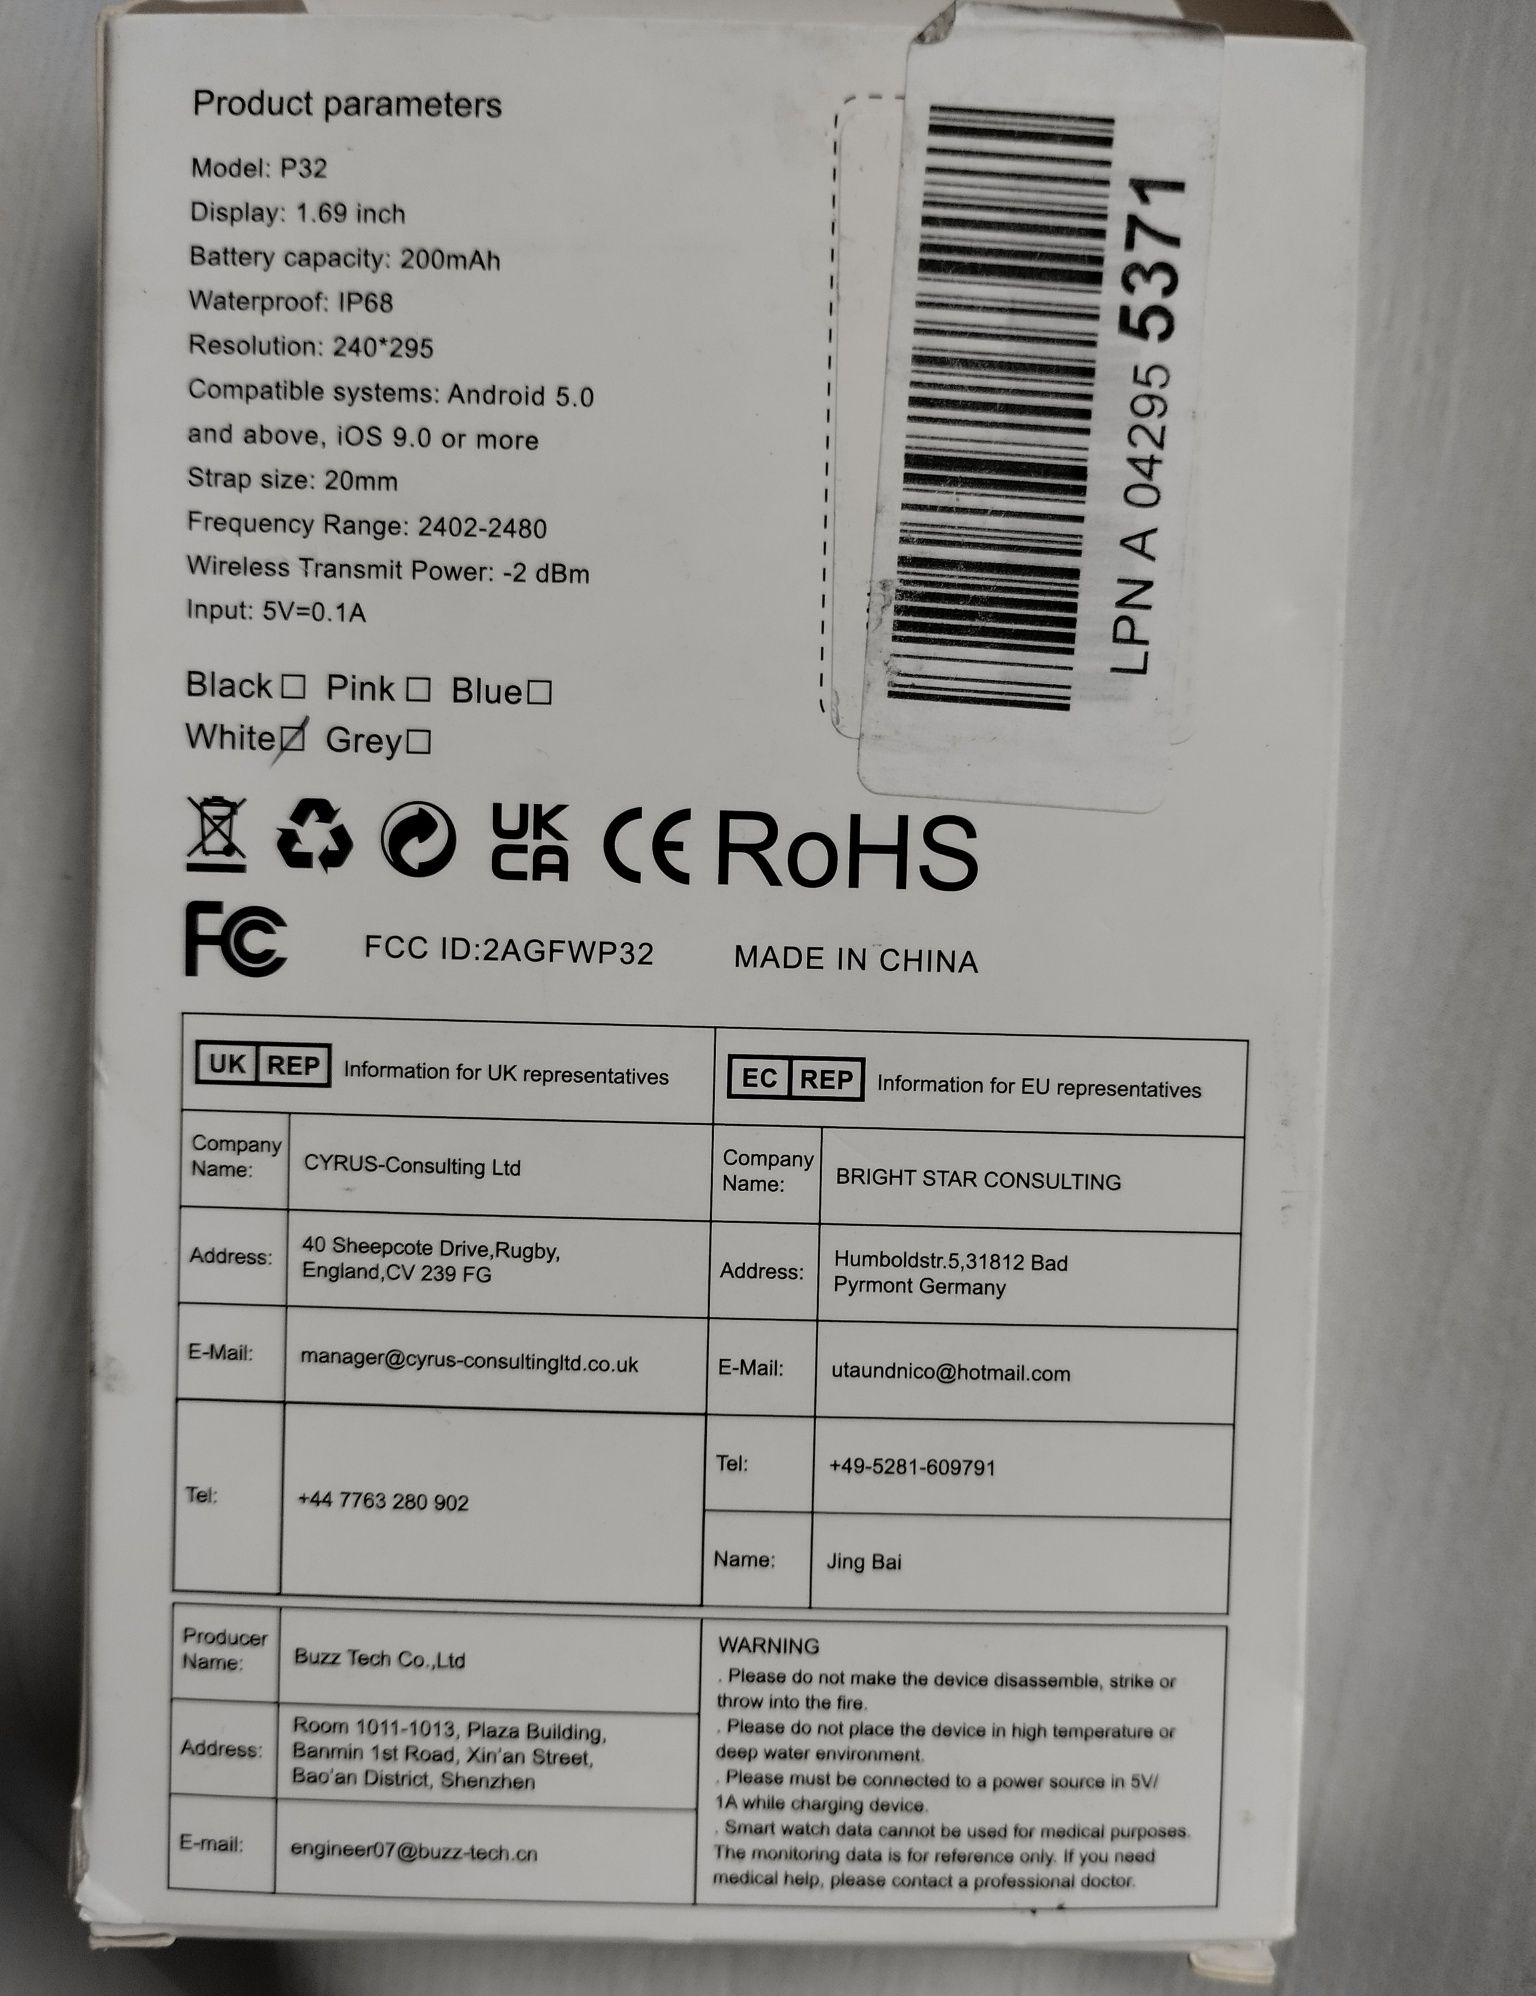 Product parameters
Model: P32
Display: 1.69 inch
Battery capacity: 200mAh
Waterproof: IP68
Resolution: 240*295
Compatible systems: Android 5.0
and above, iOS 9.0 or more
Strap size: 20mm
Frequency Range: 2402-2480
Wireless Transmit Power: -2 dBm
Input: 5V=0.1A
LPN A 04295 5371
Black☐ Pink☐ Blue☐
White☑ Grey☐
UK
CA
CE RoHS
FC
FCC ID:2AGFWP32
MADE IN CHINA
UK REP Information for UK representatives
Company
Name:
CYRUS-Consulting Ltd
Address:
40 Sheepcote Drive,Rugby,
England,CV 239 FG
E-Mail:
manager@cyrus-consultingltd.co.uk
Tel:
+44 7763 280 902
EC REP Information for EU representatives
Company
Name:
BRIGHT STAR CONSULTING
Address:
Humboldstr.5,31812 Bad
Pyrmont Germany
E-Mail:
utaundnico@hotmail.com
Tel:
+49-5281-609791
Name:
Jing Bai
Producer
Name:
Buzz Tech Co.,Ltd
Address:
Room 1011-1013, Plaza Building,
Banmin 1st Road, Xin'an Street,
Bao'an District, Shenzhen
E-mail:
engineer07@buzz-tech.cn
WARNING
. Please do not make the device disassemble, strike or
throw into the fire.
. Please do not place the device in high temperature or
deep water environment.
. Please must be connected to a power source in 5V/
1A while charging device.
. Smart watch data cannot be used for medical purposes.
The monitoring data is for reference only. If you need
medical help, please contact a professional doctor.